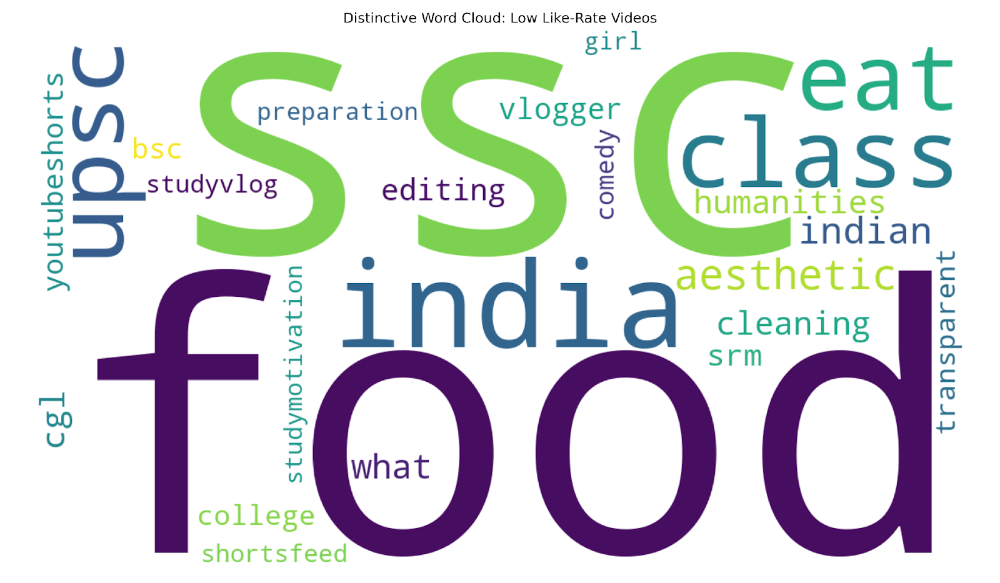 Distinctive Word Cloud: Low Like-Rate Videos
girl
eat
ssc
upsc
youtubeshorts
preparation
vlogger
class
bsc
comedy
studyvlog
editing
humanities
indian
india
aesthetic
transparent
studymotivation
cleaning
srm
food
cgl
what
college
shortsfeed